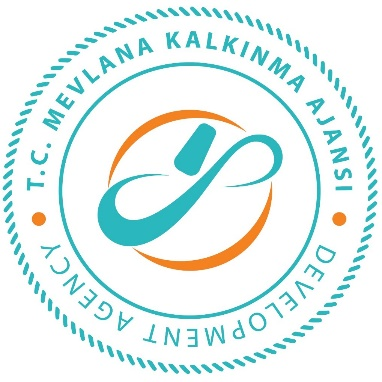 T.C. MEVLANA KALKINMA AJANSI
DEVELOPMENT AGENCY